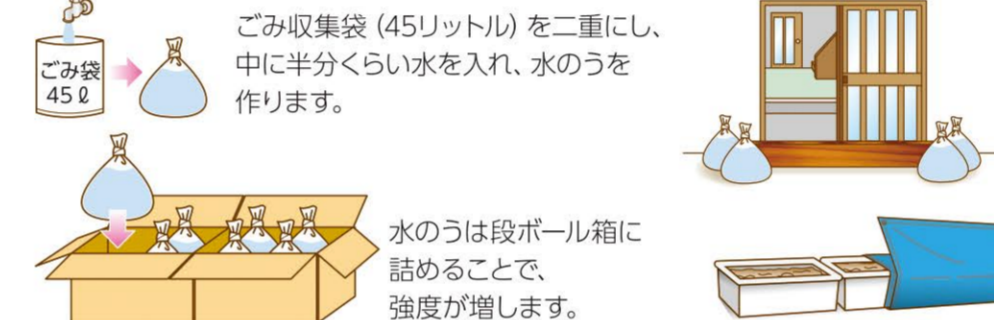 ごみ袋
45ℓ
ごみ収集袋（45リットル）を二重にし、
中に半分くらい水を入れ、水のうを
作ります。
水のうは段ボール箱に
詰めることで、
強度が増します。